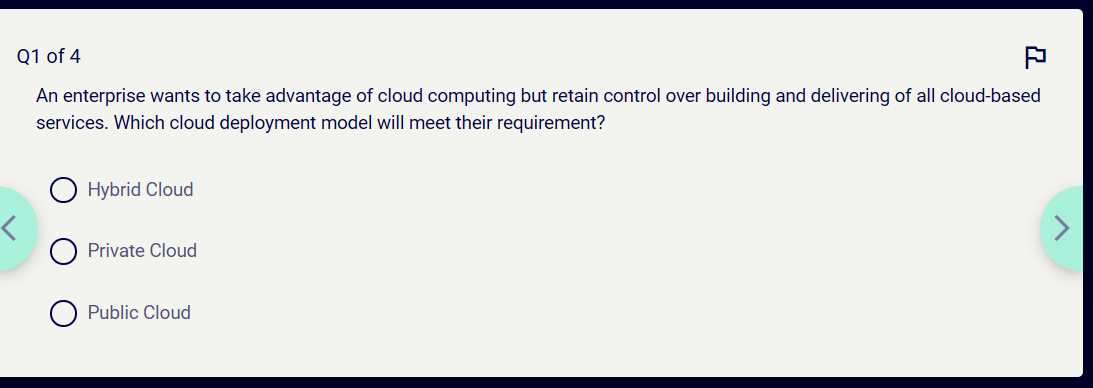 Q1 of 4
An enterprise wants to take advantage of cloud computing but retain control over building and delivering of all cloud-based
services. Which cloud deployment model will meet their requirement?
Hybrid Cloud
Private Cloud
Public Cloud